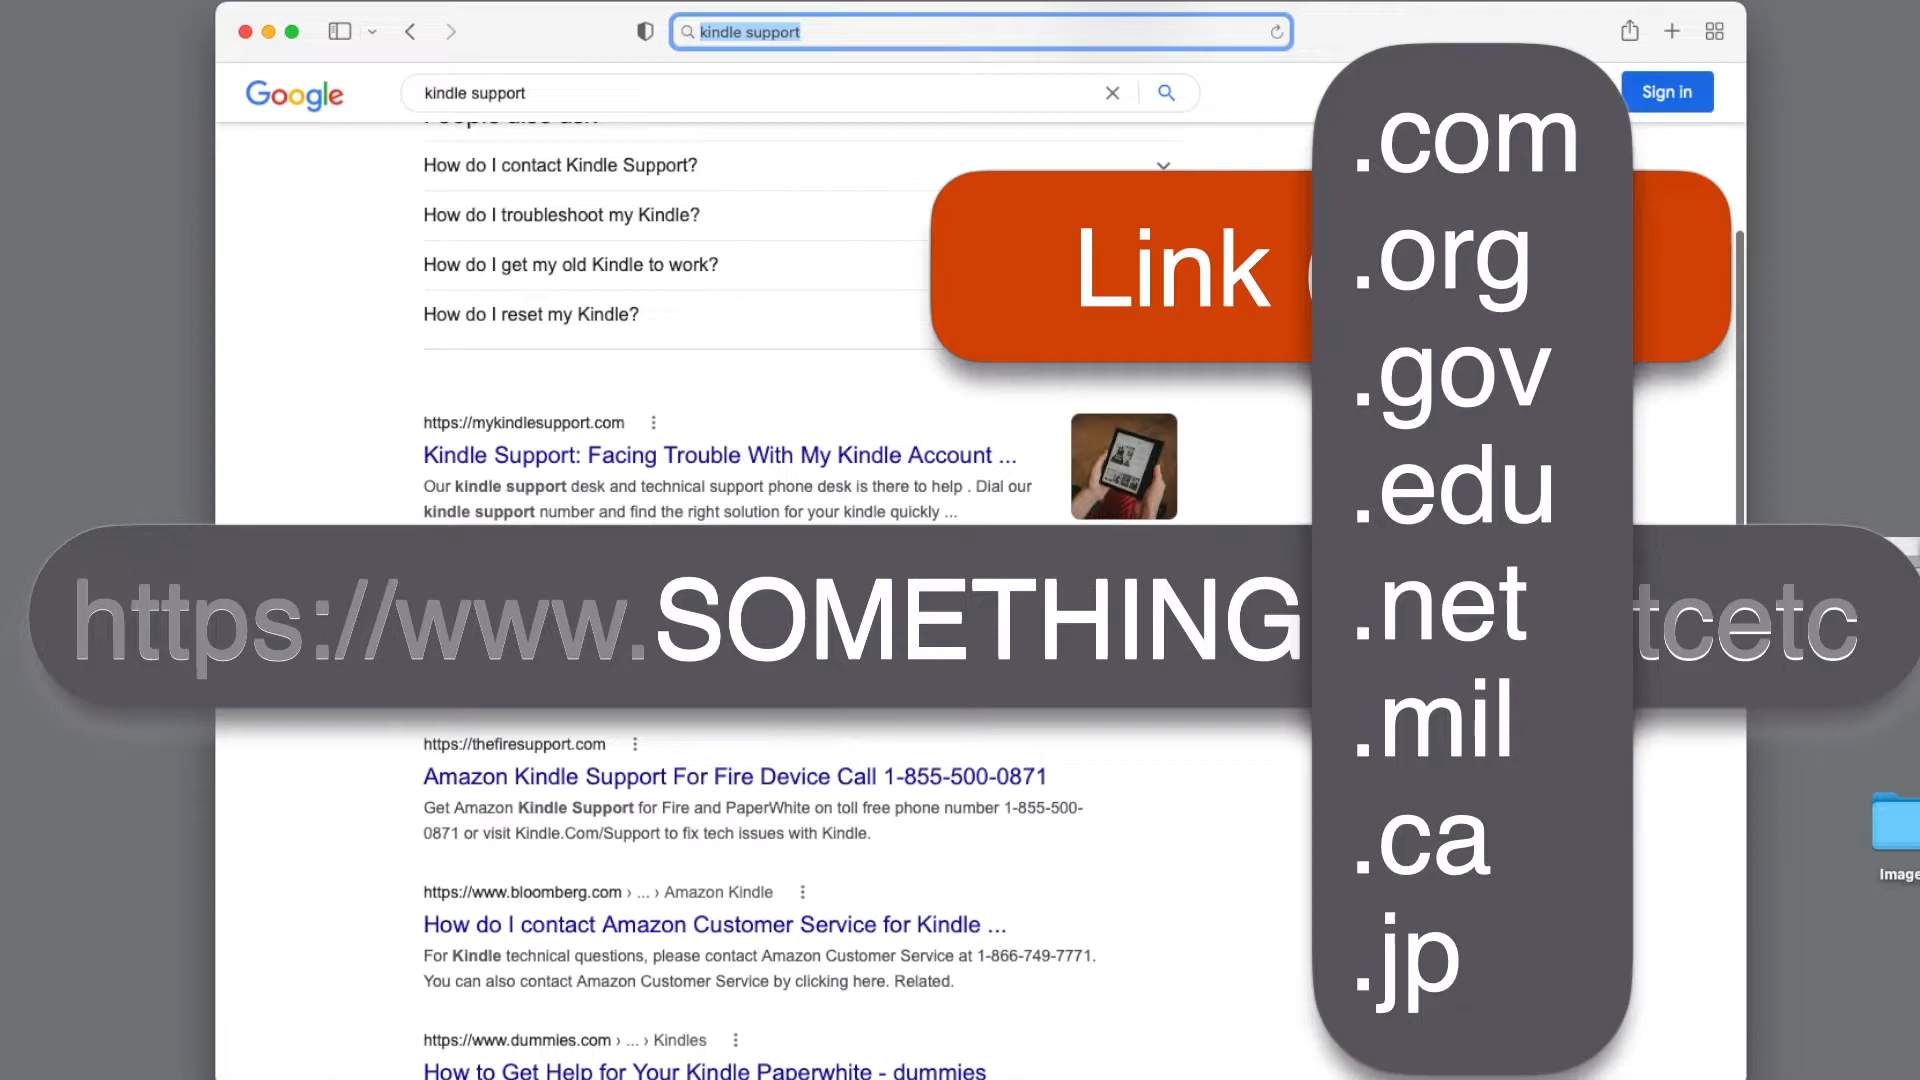 kindle support
Google
kindle support
Sign in
How do I contact Kindle Support?
How do I troubleshoot my Kindle?
How do I get my old Kindle to work?
How do I reset my Kindle?
Link
.com
.org
.gov
.edu
.net
.mil
.ca
.jp
https://mykindlesupport.com
Kindle Support: Facing Trouble With My Kindle Account ...
Our kindle support desk and technical support phone desk is there to help . Dial our
kindle support number and find the right solution for your kindle quickly ...
https://www.SOMETHING tcetc
https://thefiresupport.com
Amazon Kindle Support For Fire Device Call 1-855-500-0871
Get Amazon Kindle Support for Fire and PaperWhite on toll free phone number 1-855-500-
0871 or visit Kindle.Com/Support to fix tech issues with Kindle.
https://www.bloomberg.com › ... › Amazon Kindle
How do I contact Amazon Customer Service for Kindle ...
For Kindle technical questions, please contact Amazon Customer Service at 1-866-749-7771.
You can also contact Amazon Customer Service by clicking here. Related.
https://www.dummies.com › ... › Kindles
How to Get Help for Your Kindle Paperwhite - dummies
Image